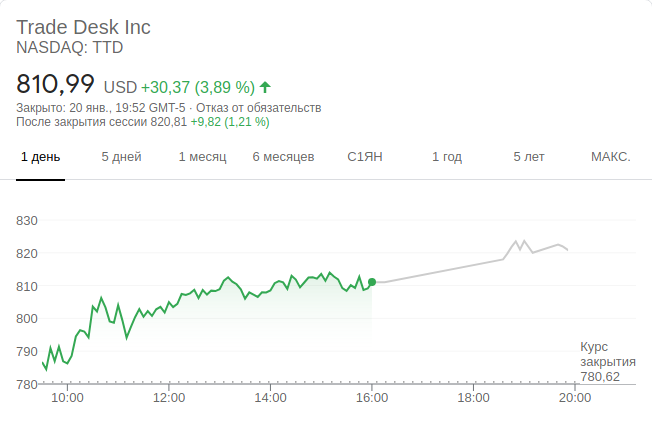 Trade Desk Inc
NASDAQ: TTD
810,99 USD +30,37 (3,89 %)
Закрыто: 20 янв., 19:52 GMT-5 · Отказ от обязательств
После закрытия сессии 820,81 +9,82 (1,21 %)
1 день 5 дней 1 месяц 6 месяцев С1ЯН 1 год 5 лет МАКС.
830
820
810
800
790
780
Курс
закрытия
780,62
10:00 12:00 14:00 16:00 18:00 20:00